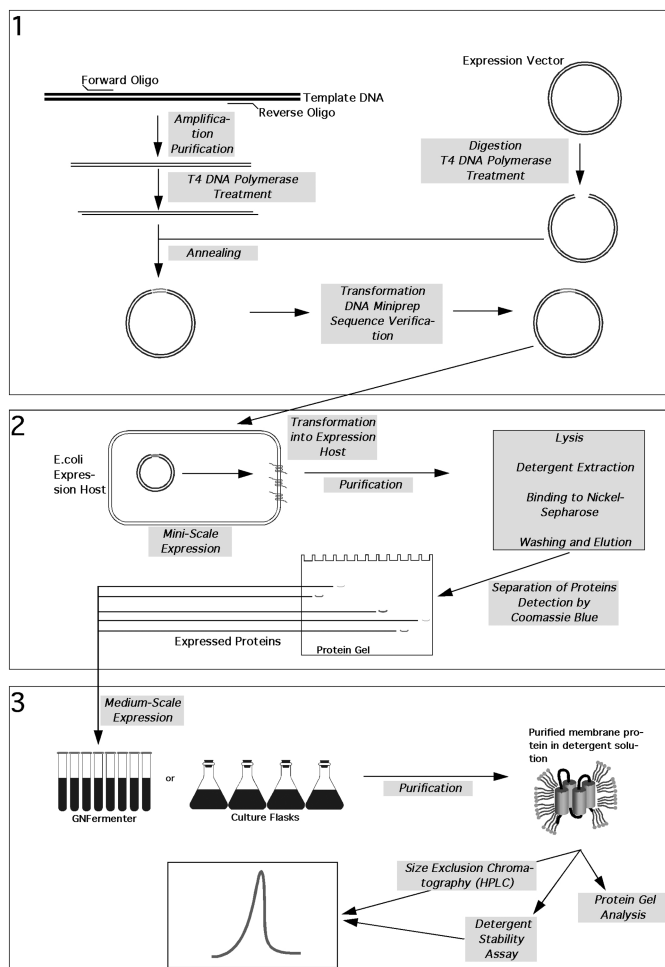 1
Forward Oligo
Template DNA
Reverse Oligo
Expression Vector
Amplifica-
tion
Purification
T4 DNA Polymerase
Treatment
Digestion
T4 DNA Polymerase
Treatment
Annealing
Transformation
DNA Miniprep
Sequence Verifica-
tion
2
E.coli
Expres-
sion Host
Transformation
into Expression
Host
Purification
Mini-Scale
Expression
Lysis
Detergent Extraction
Binding to Nickel-
Sepharose
Washing and Elution
Separation of Proteins
Detection by
Coomassie Blue
Expressed Proteins
Protein Gel
3
Medium-Scale
Expression
GNFermenter
or
Culture Flasks
Purification
Purified membrane pro-
tein in detergent solu-
tion
Size Exclusion Chroma-
tography (HPLC)
Detergent
Stability
Assay
Protein Gel
Analysis